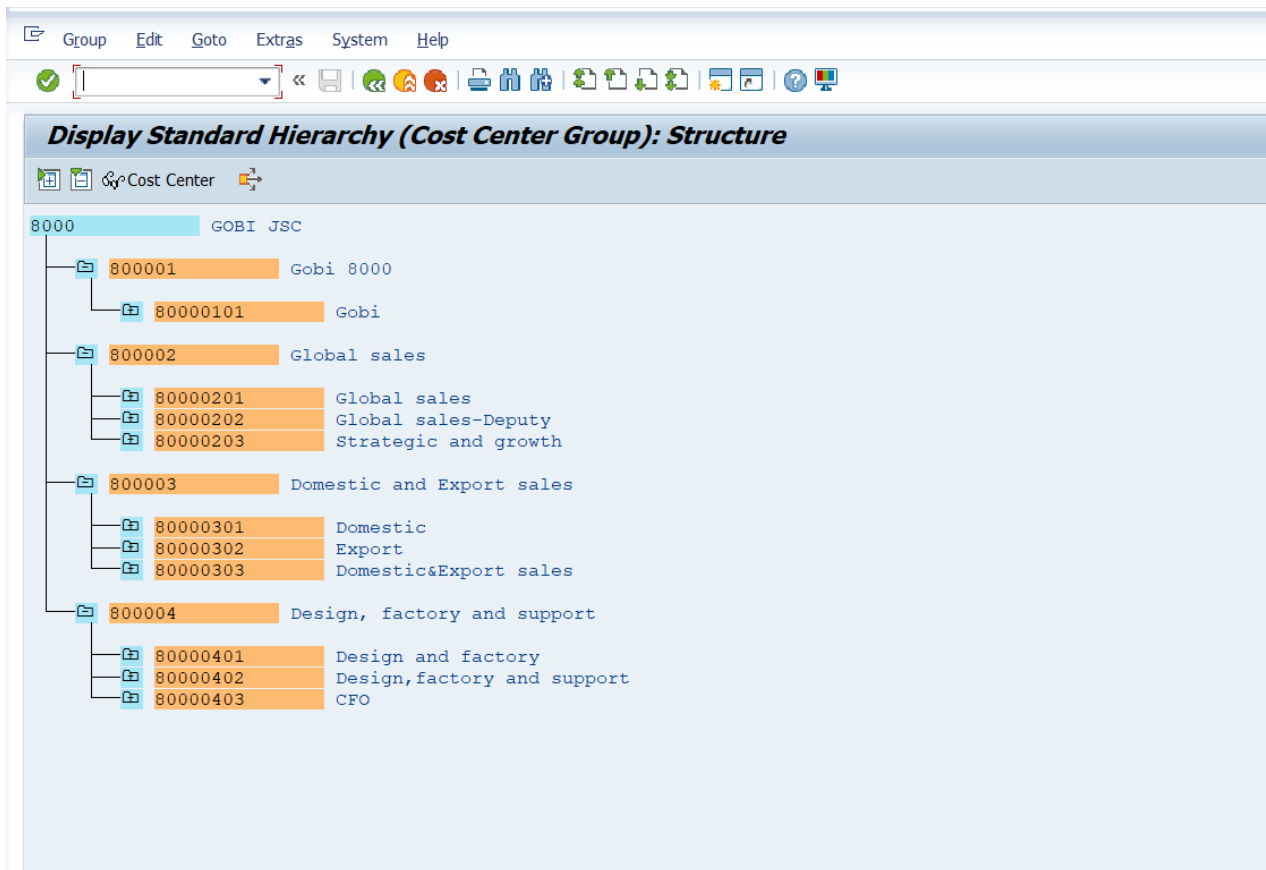 Group Edit Goto Extras System Help
Display Standard Hierarchy (Cost Center Group): Structure
Cost Center
8000 GOBI JSC
800001 Gobi 8000
80000101 Gobi
800002 Global sales
80000201 Global sales
80000202 Global sales-Deputy
80000203 Strategic and growth
800003 Domestic and Export sales
80000301 Domestic
80000302 Export
80000303 Domestic&Export sales
800004 Design, factory and support
80000401 Design and factory
80000402 Design,factory and support
80000403 CFO